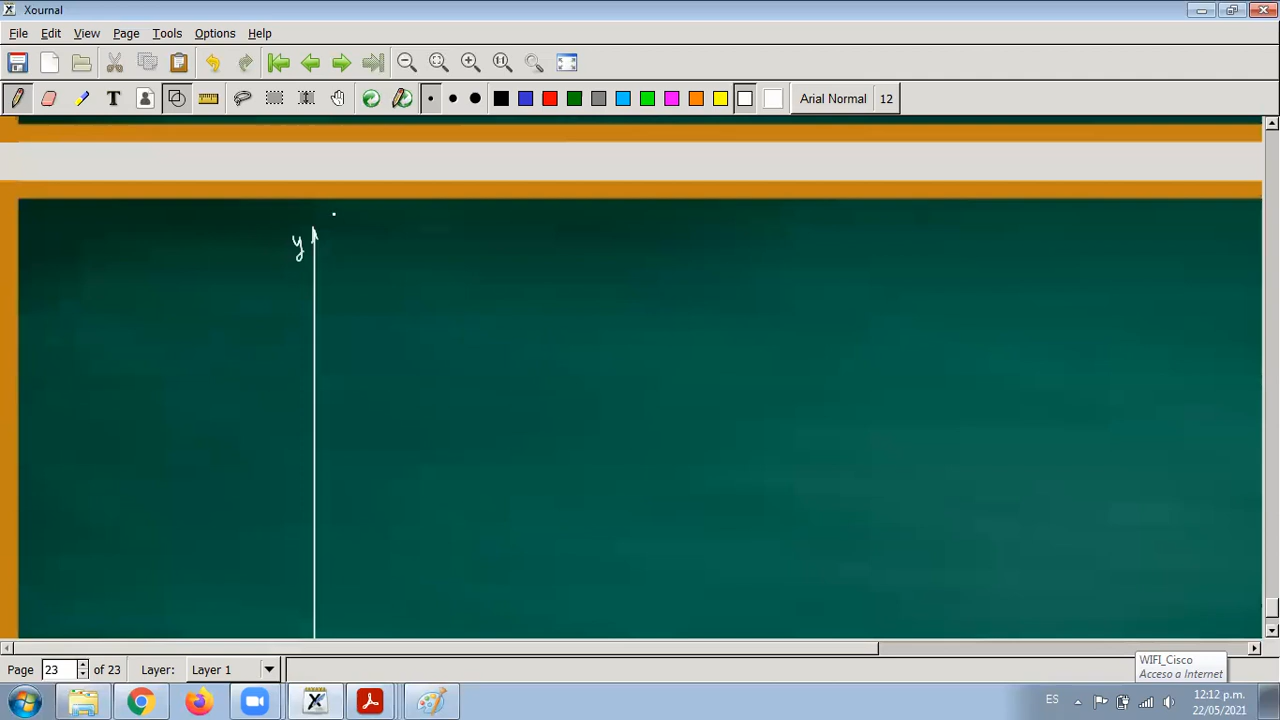 Xournal
File Edit View Page Tools Options Help
Arial Normal 12
y
Page 23 of 23 Layer: Layer 1
WIFI_Cisco
Acceso a Internet
ES 12:12 p.m.
22/05/2021